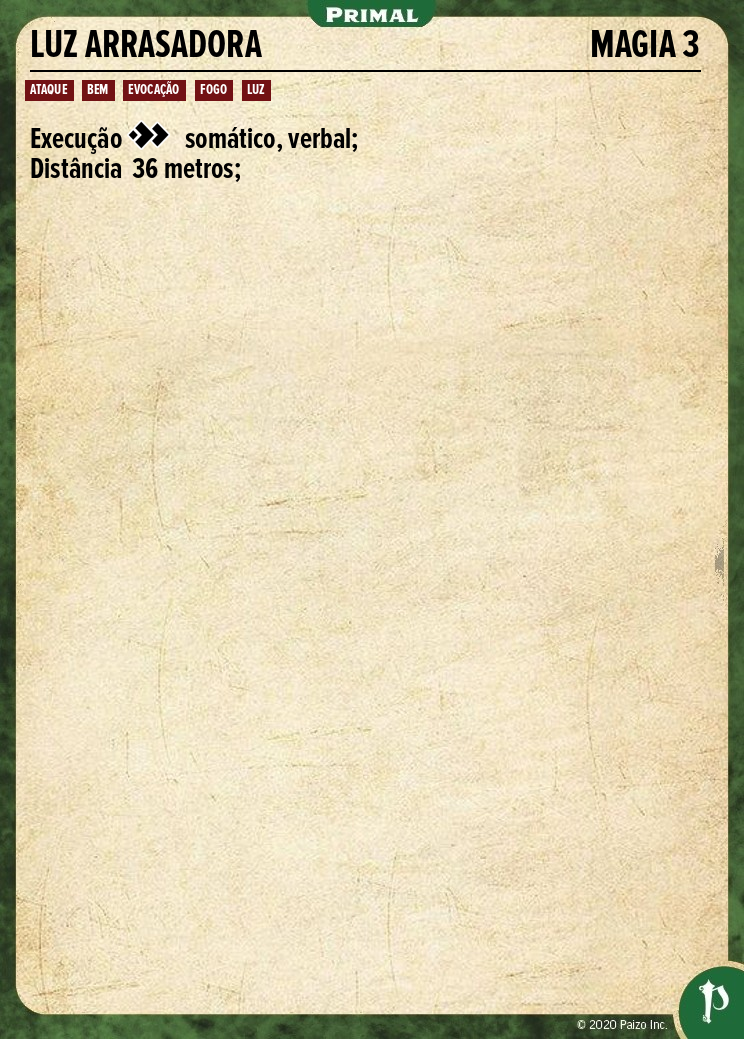 PRIMAL
LUZ ARRASADORA MAGIA 3
ATAQUE BEM EVOCAÇÃO FOGO LUZ
Execução somático, verbal;
Distância 36 metros;
© 2020 Paizo Inc.
P